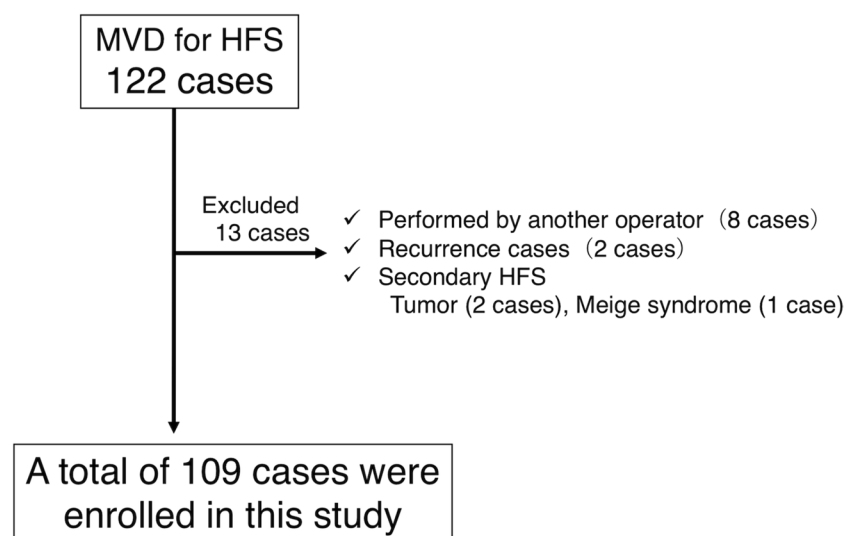 MVD for HFS
122 cases
Excluded
13 cases
✓ Performed by another operator（8 cases）
✓ Recurrence cases（2 cases）
✓ Secondary HFS
Tumor (2 cases), Meige syndrome (1 case)
A total of 109 cases were
enrolled in this study